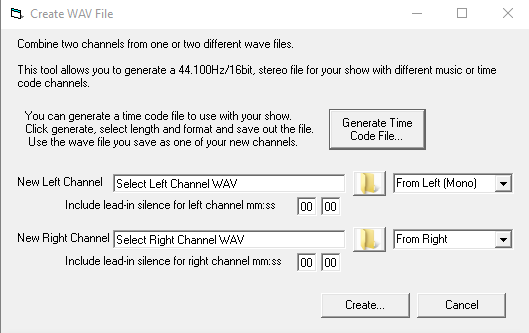 Create WAV File
Combine two channels from one or two different wave files.
This tool allows you to generate a 44.100Hz/16bit, stereo file for your show with different music or time
code channels.
You can generate a time code file to use with your show.
Click generate, select length and format and save out the file.
Use the wave file you save as one of your new channels.
Generate Time
Code File...
New Left Channel Select Left Channel WAV From Left (Mono)
Include lead-in silence for left channel mm:ss 00 00
New Right Channel Select Right Channel WAV From Right
Include lead-in silence for right channel mm:ss 00 00
Create... Cancel